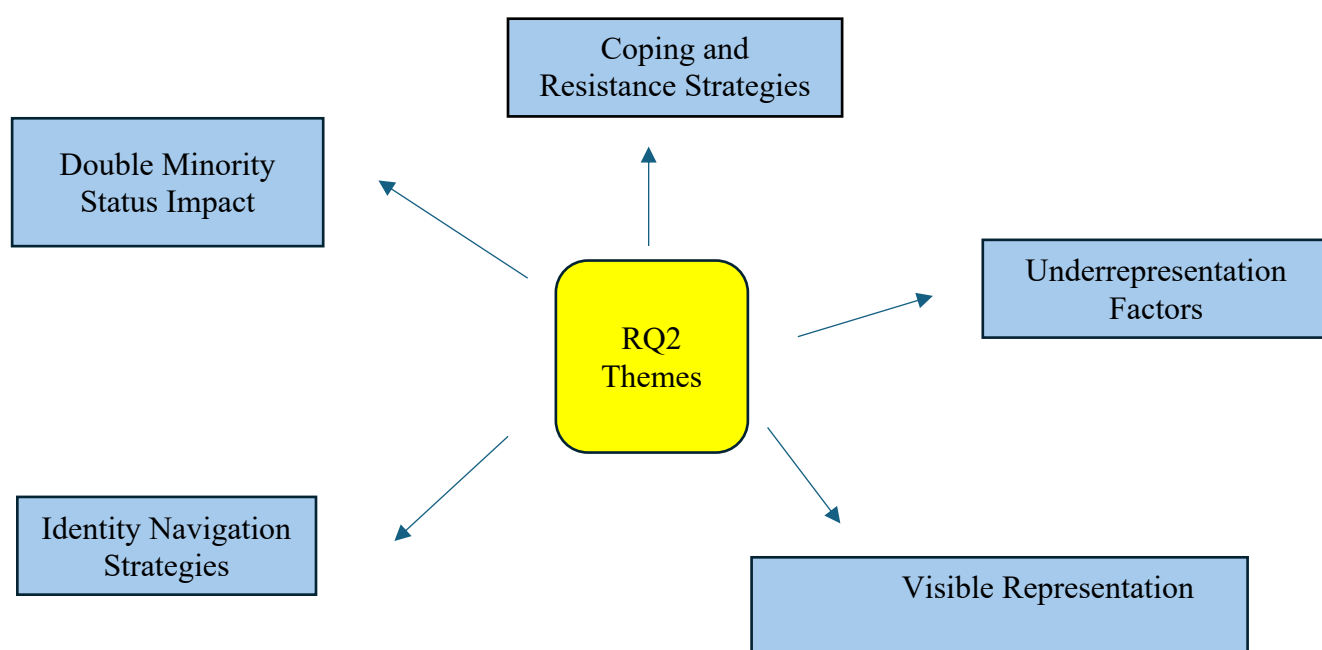 Coping and
Resistance Strategies
Double Minority
Status Impact
Underrepresentation
Factors
RQ2
Themes
Identity Navigation
Strategies
Visible Representation